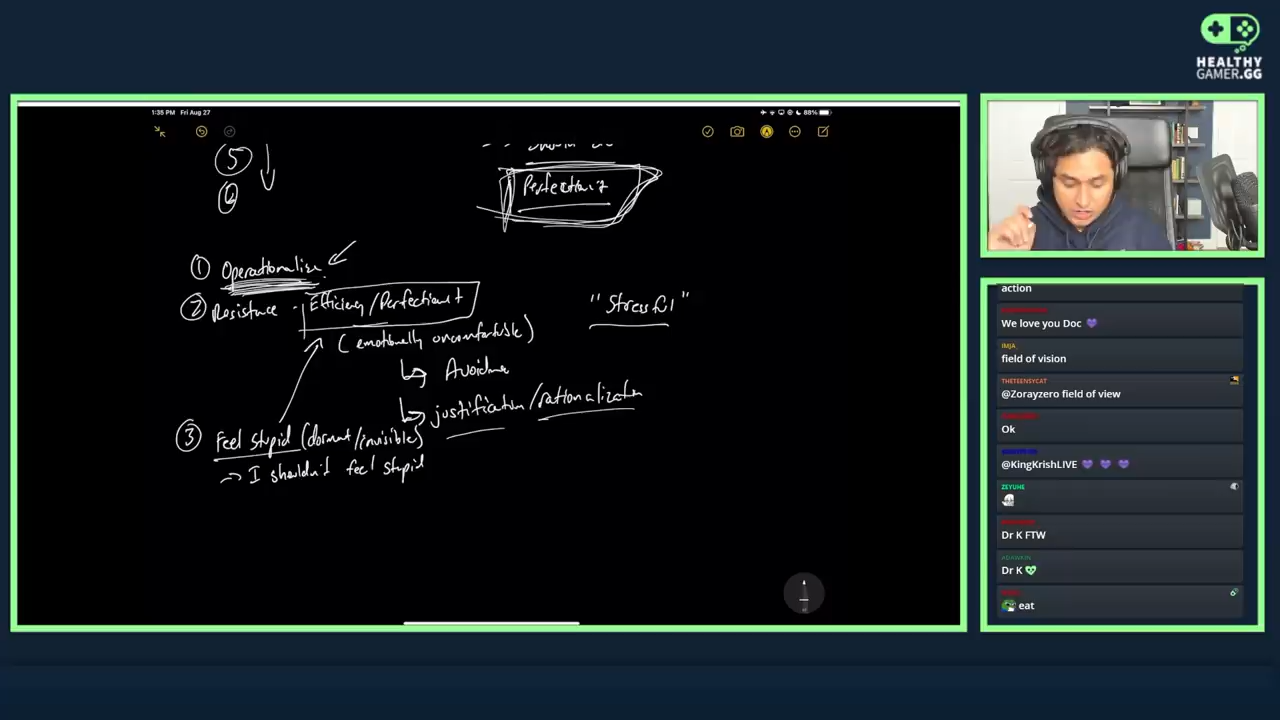 HEALTHY
GAMER.GG
1:35 PM Fri Aug 27
88%
5
6
Perfectionist
1 Operationalize
2 Resistance - Efficiency/Perfectionist
"Stressful"
(emotionally uncomfortable)
Avoidance
justification/rationalization
3 Feel stupid (dormant/invisible)
→ I shouldn't feel stupid
action
We love you Doc 💜
IMJA_
field of vision
THETEENSYCAT
@Zorayzero field of view
Ok
@KingKrishLIVE 💜 💜 💜
ZEYUHE
Dr K FTW
Dr K 💚
eat